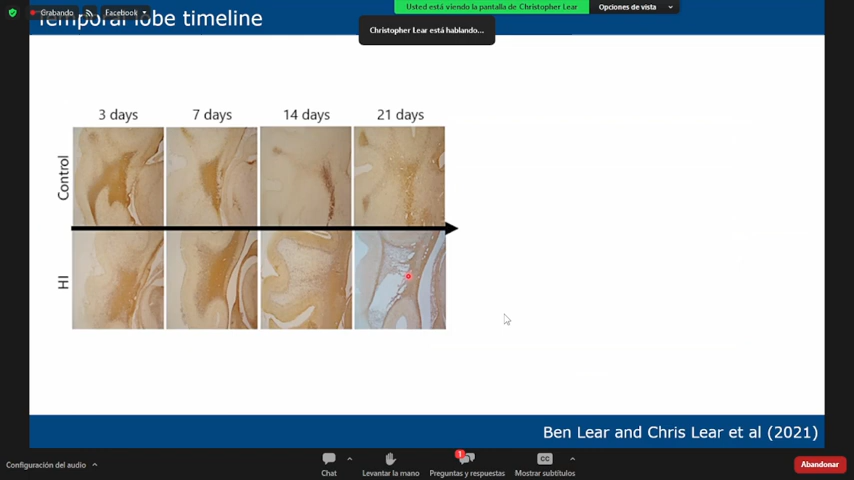 Temporal lobe timeline
Grabando
Facebook
Usted está viendo la pantalla de Christopher Lear
Opciones de vista
Christopher Lear está hablando...
3 days
7 days
14 days
21 days
Control
HI
Ben Lear and Chris Lear et al (2021)
Configuración del audio
Chat
Levantar la mano
1
Preguntas y respuestas
CC
Mostrar subtítulos
Abandonar